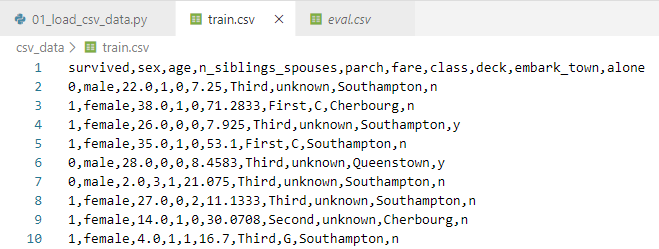 01_load_csv_data.py train.csv eval.csv
csv_data > train.csv
1 survived,sex,age,n_siblings_spouses,parch,fare,class,deck,embark_town,alone
2 0,male,22.0,1,0,7.25,Third,unknown,Southampton,n
3 1,female,38.0,1,0,71.2833,First,C,Cherbourg,n
4 1,female,26.0,0,0,7.925,Third,unknown,Southampton,y
5 1,female,35.0,1,0,53.1,First,C,Southampton,n
6 0,male,28.0,0,0,8.4583,Third,unknown,Queenstown,y
7 0,male,2.0,3,1,21.075,Third,unknown,Southampton,n
8 1,female,27.0,0,2,11.1333,Third,unknown,Southampton,n
9 1,female,14.0,1,0,30.0708,Second,unknown,Cherbourg,n
10 1,female,4.0,1,1,16.7,Third,G,Southampton,n